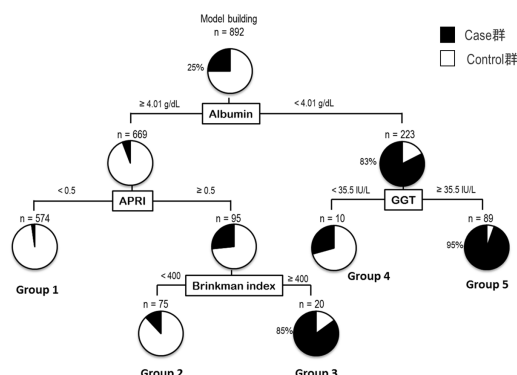 Model building
n = 892
Case群
Control群
25%
Albumin
≥ 4.01 g/dL
< 4.01 g/dL
n = 669
n = 223
83%
APRI
GGT
< 0.5
≥ 0.5
< 35.5 IU/L
≥ 35.5 IU/L
n = 574
n = 95
n = 10
n = 89
95%
Group 1
Group 4
Group 5
Brinkman index
< 400
≥ 400
n = 75
n = 20
85%
Group 2
Group 3